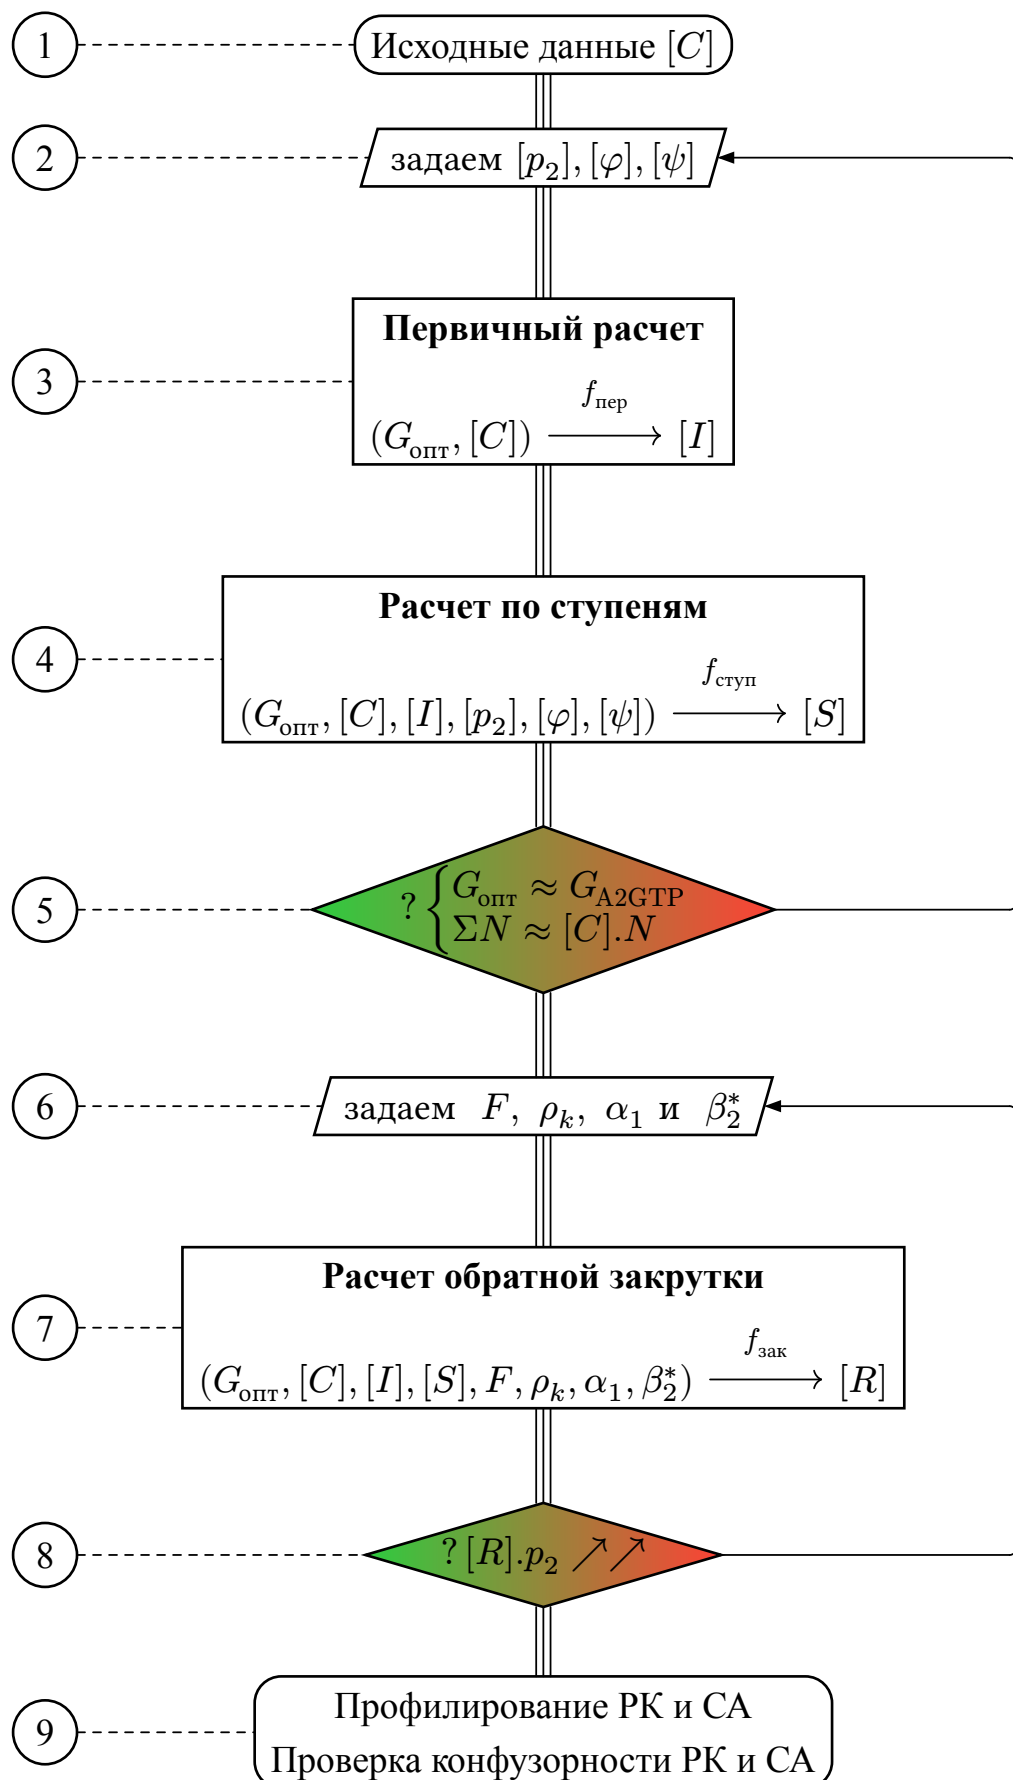 1
Исходные данные [C]
2
задаем [p₂], [φ], [ψ]
3
Первичный расчет
f_пер
(G_опт, [C]) ⟶ [I]
4
Расчет по ступеням
f_ступ
(G_опт, [C], [I], [p₂], [φ], [ψ]) ⟶ [S]
5
? { G_опт ≈ G_A2GTP
ΣN ≈ [C].N
6
задаем F, ρ_k, α₁ и β₂*
7
Расчет обратной закрутки
f_зак
(G_опт, [C], [I], [S], F, ρ_k, α₁, β₂*) ⟶ [R]
8
? [R].p₂ ↗↗
9
Профилирование РК и СА
Проверка конфузорности РК и СА